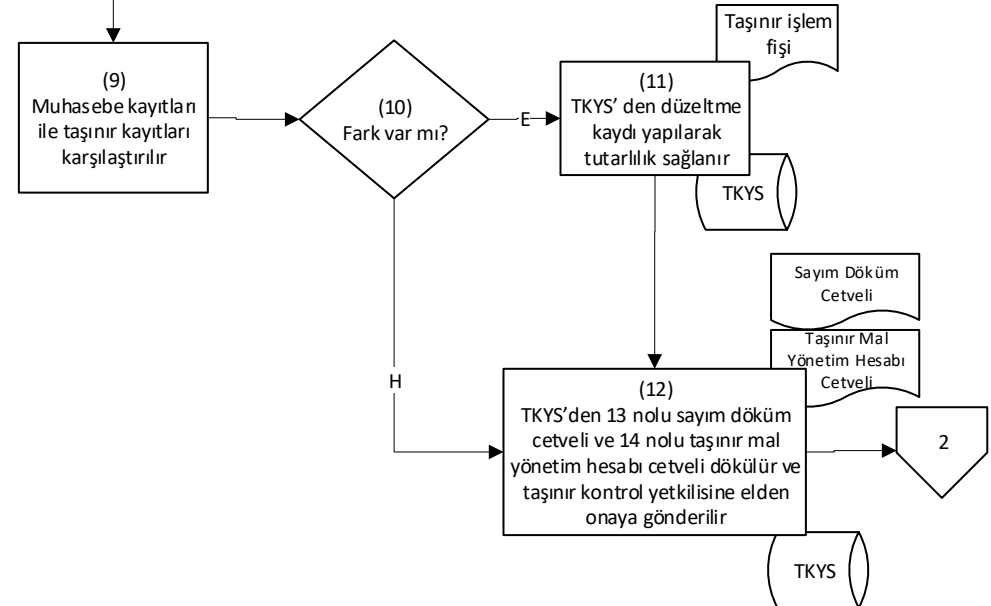 Taşınır işlem
fişi
(9)
Muhasebe kayıtları
ile taşınır kayıtları
karşılaştırılır
(10)
Fark var mı?
E
(11)
TKYS' den düzeltme
kaydı yapılarak
tutarlılık sağlanır
TKYS
H
Sayım Döküm
Cetveli
Taşınır Mal
Yönetim Hesabı
Cetveli
(12)
TKYS'den 13 nolu sayım döküm
cetveli ve 14 nolu taşınır mal
yönetim hesabı cetveli dökülür ve
taşınır kontrol yetkilisine elden
onaya gönderilir
2
TKYS